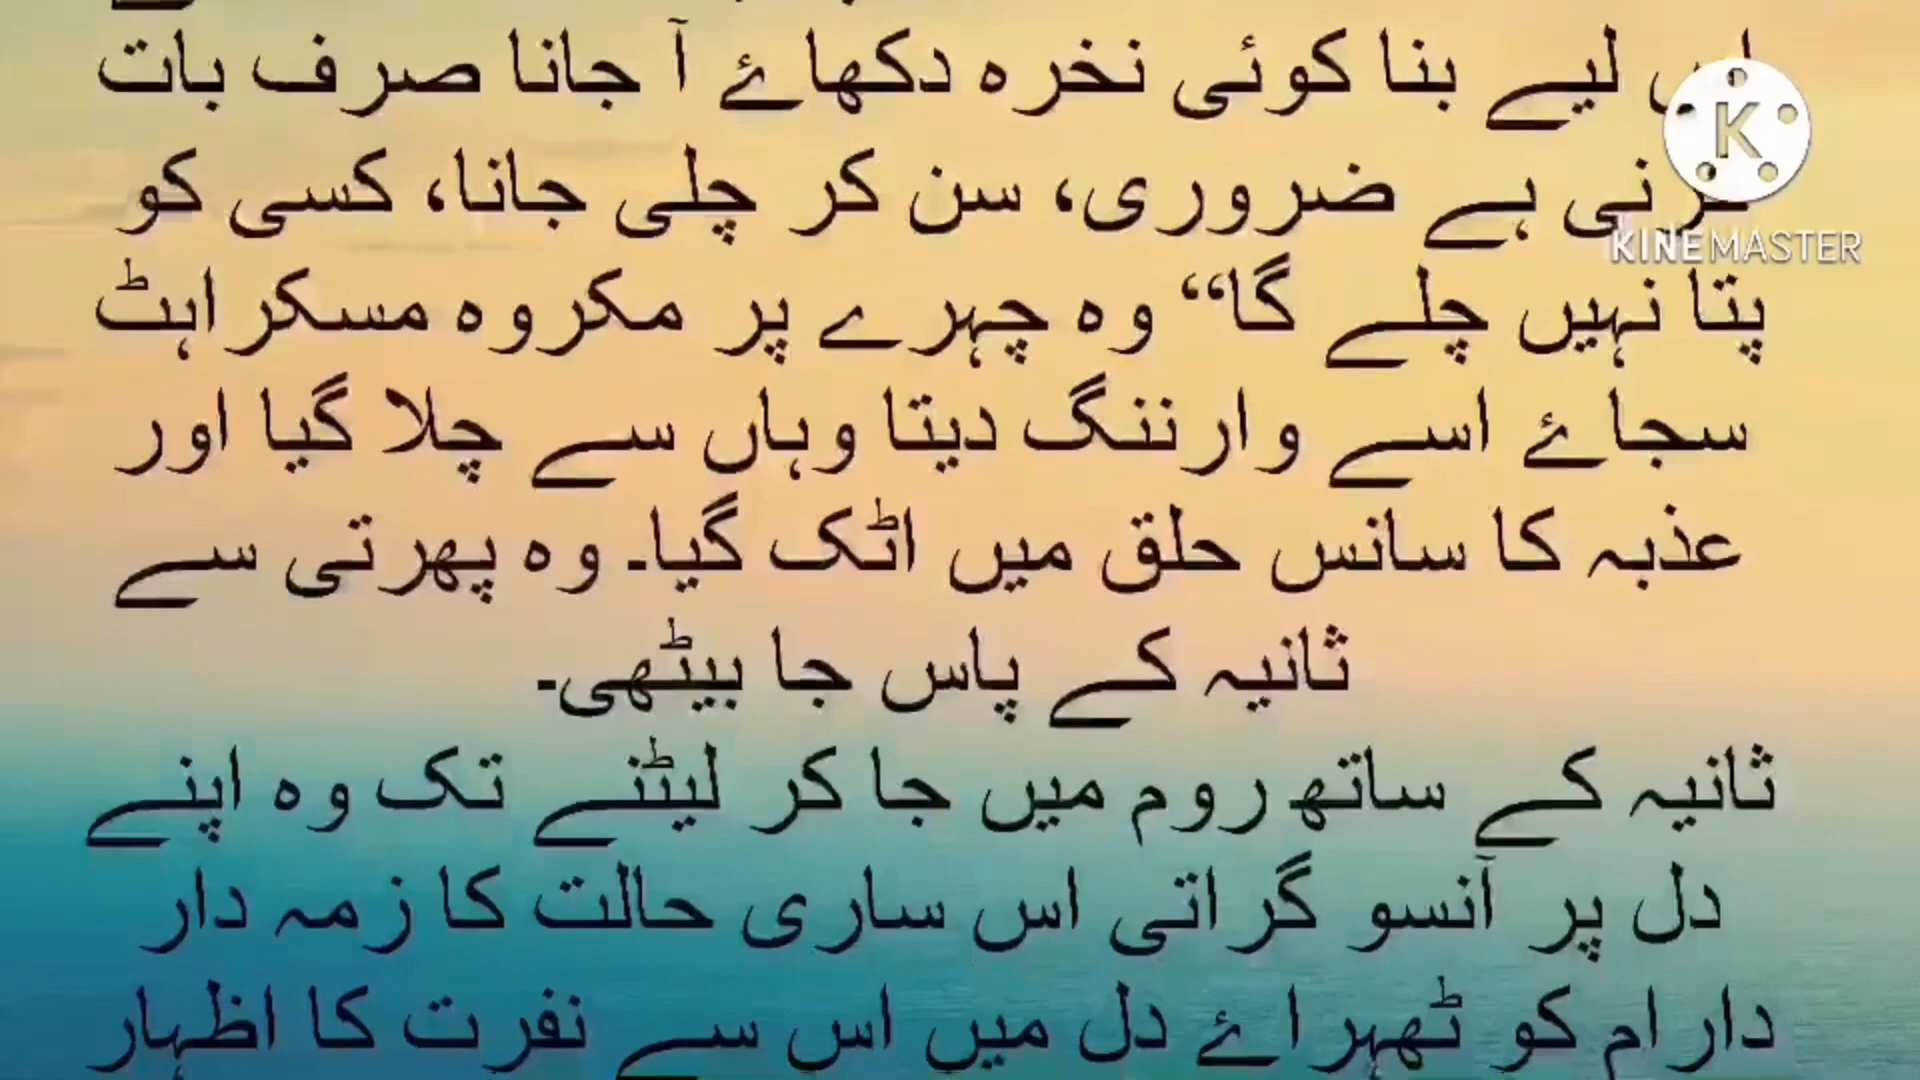 لیے بنا کوئی نخرہ دکھاۓ آ جانا صرف بات
کرنی ہے ضروری، سن کر چلی جانا، کسی کو
پتا نہیں چلے گا“ وہ چہرے پر مکروہ مسکراہٹ
سجاۓ اسے وارننگ دیتا وہاں سے چلا گیا اور
عذبہ کا سانس حلق میں اٹک گیا۔ وہ پھرتی سے
ثانیہ کے پاس جا بیٹھی۔
ثانیہ کے ساتھ روم میں جا کر لیٹنے تک وہ اپنے
دل پر آنسو گراتی اس ساری حالت کا زمہ دار
دارام کو ٹھہراۓ دل میں اس سے نفرت کا اظہار
K
KINEMASTER